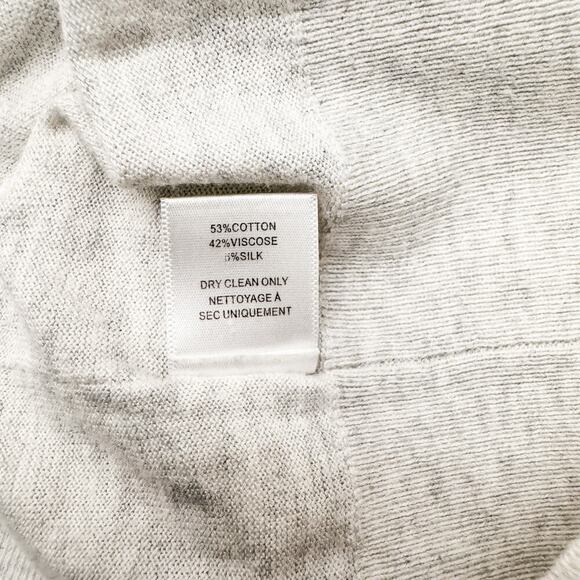 53%COTTON
42%VISCOSE
5%SILK
DRY CLEAN ONLY
NETTOYAGE À
SEC UNIQUEMENT